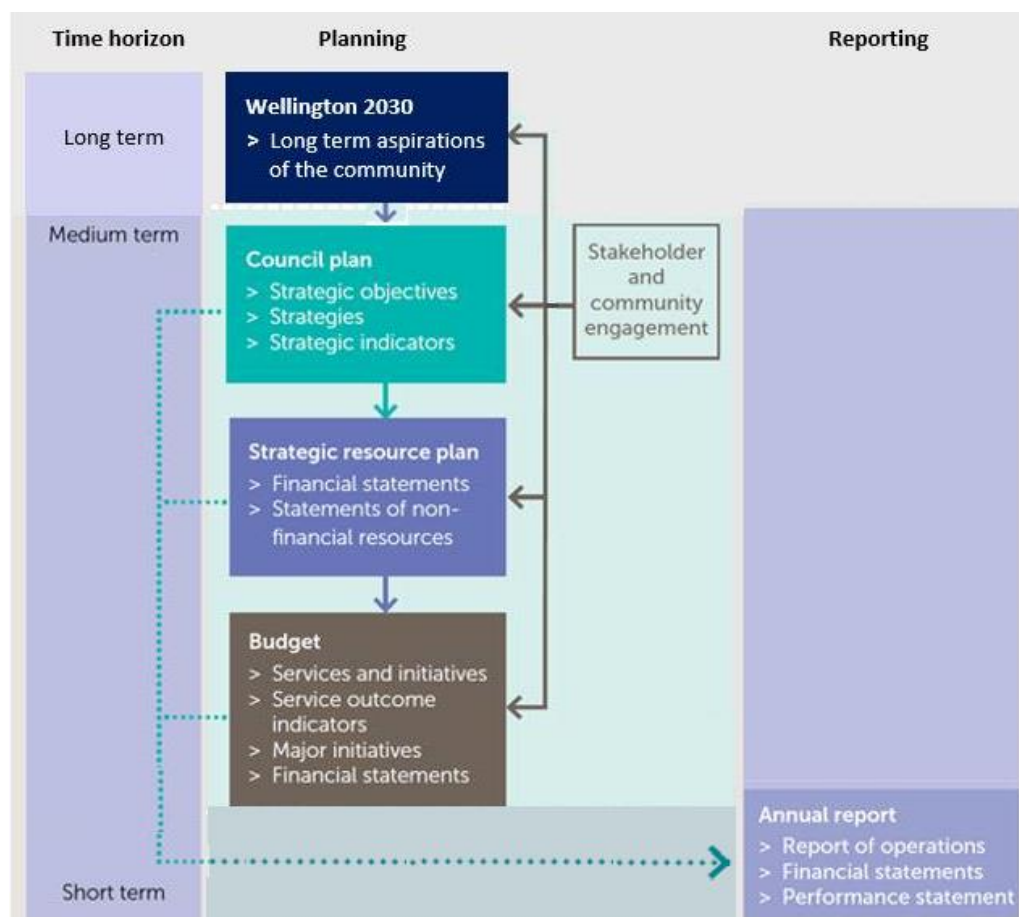 Time horizon
Planning
Reporting
Long term
Wellington 2030
> Long term aspirations
of the community
Medium term
Council plan
> Strategic objectives
> Strategies
> Strategic indicators
Stakeholder
and
community
engagement
Strategic resource plan
> Financial statements
> Statements of non-
financial resources
Budget
> Services and initiatives
> Service outcome
indicators
> Major initiatives
> Financial statements
Annual report
> Report of operations
> Financial statements
> Performance statement
Short term